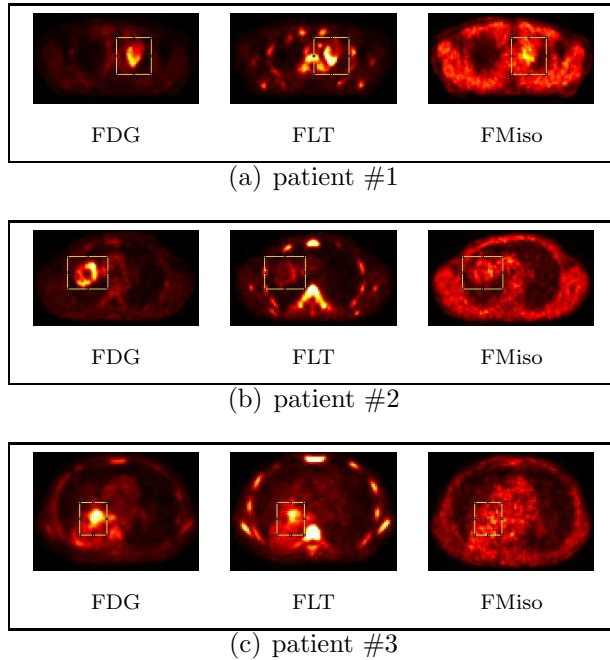 FDG FLT FMiso
(a) patient #1
FDG FLT FMiso
(b) patient #2
FDG FLT FMiso
(c) patient #3